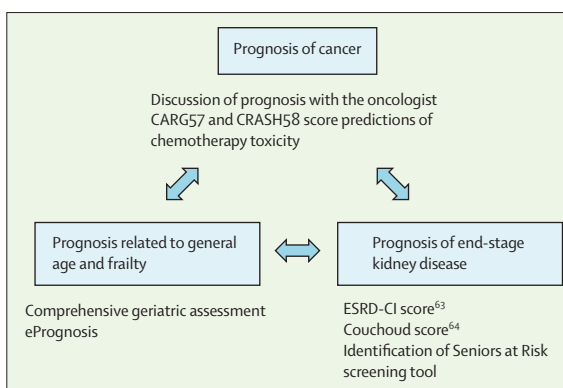 Prognosis of cancer
Discussion of prognosis with the oncologist
CARG57 and CRASH58 score predictions of
chemotherapy toxicity
Prognosis related to general
age and frailty
Comprehensive geriatric assessment
ePrognosis
Prognosis of end-stage
kidney disease
ESRD-CI score⁶³
Couchoud score⁶⁴
Identification of Seniors at Risk
screening tool